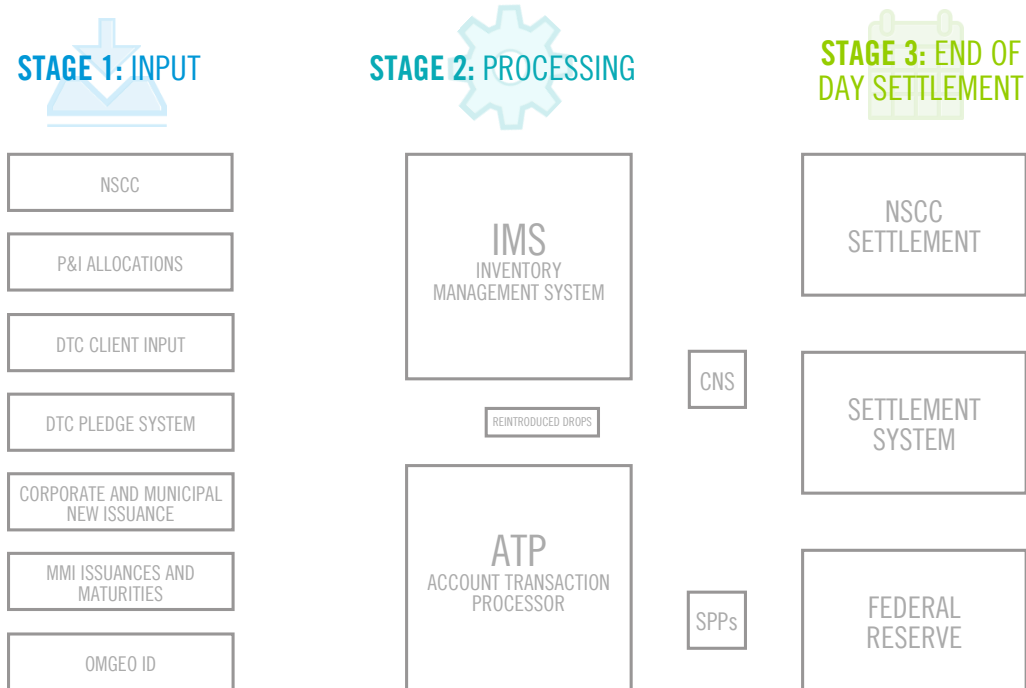 STAGE 1: INPUT
NSCC
P&I ALLOCATIONS
DTC CLIENT INPUT
DTC PLEDGE SYSTEM
CORPORATE AND MUNICIPAL
NEW ISSUANCE
MMI ISSUANCES AND
MATURITIES
OMGEO ID
STAGE 2: PROCESSING
IMS
INVENTORY
MANAGEMENT SYSTEM
REINTRODUCED DROPS
ATP
ACCOUNT TRANSACTION
PROCESSOR
CNS
SPPs
STAGE 3: END OF
DAY SETTLEMENT
NSCC
SETTLEMENT
SETTLEMENT
SYSTEM
FEDERAL
RESERVE